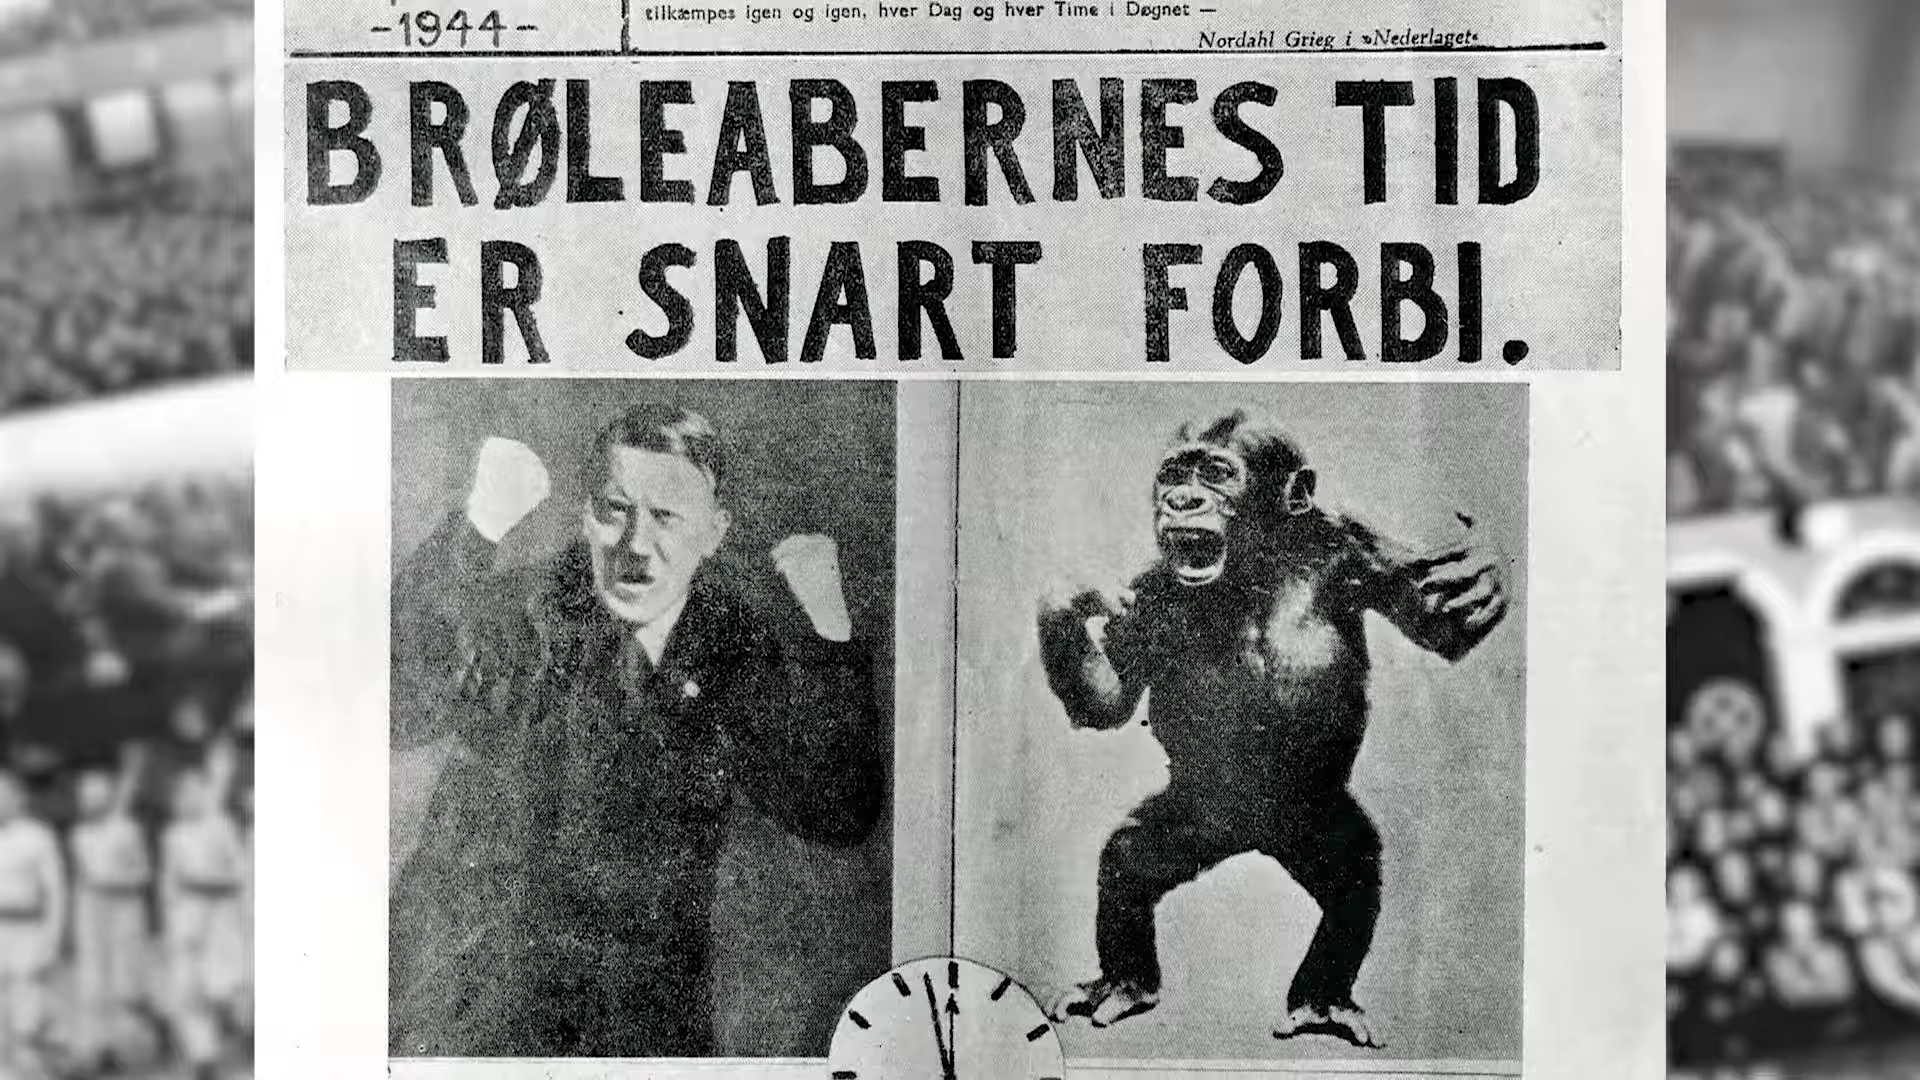 -1944-
tilkæmpes igen og igen, hver Dag og hver Time i Døgnet —
Nordahl Grieg i »Nederlaget«
BRØLEABERNES TID
ER SNART FORBI.